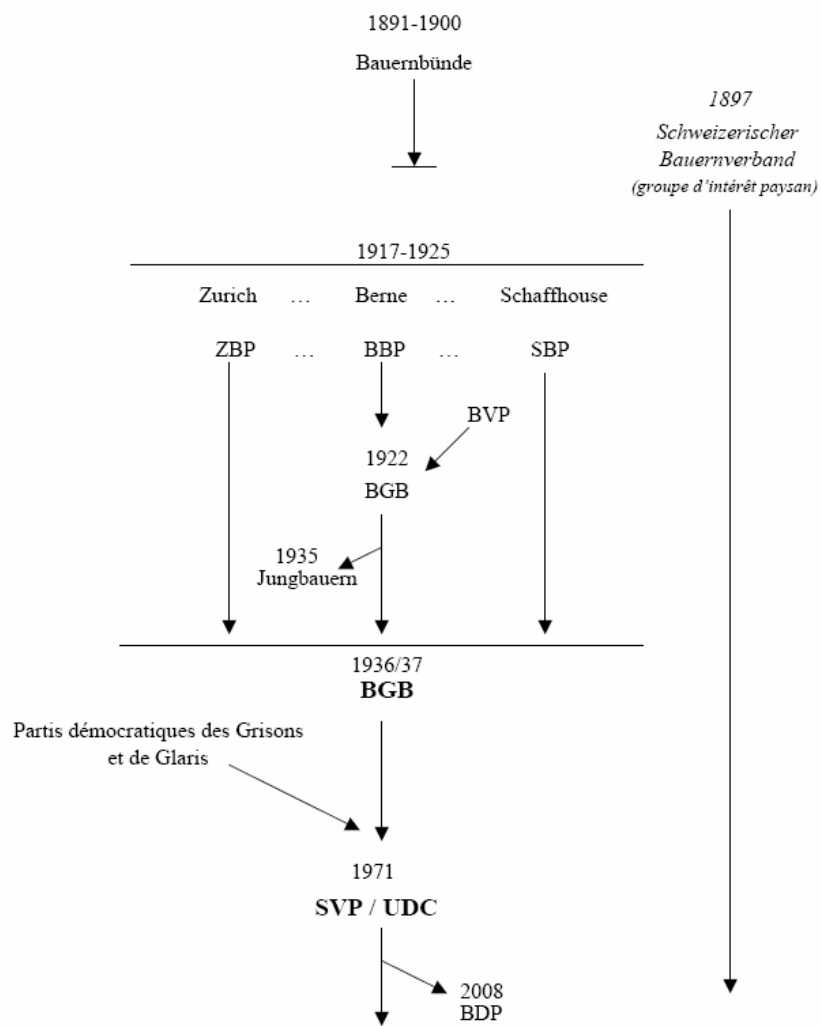 1891-1900
Bauernbünde
1897
Schweizerischer
Bauernverband
(groupe d'intérêt paysan)
1917-1925
Zurich … Berne … Schaffhouse
ZBP … BBP … SBP
BVP
1922
BGB
1935
Jungbauern
1936/37
BGB
Partis démocratiques des Grisons
et de Glaris
1971
SVP / UDC
2008
BDP